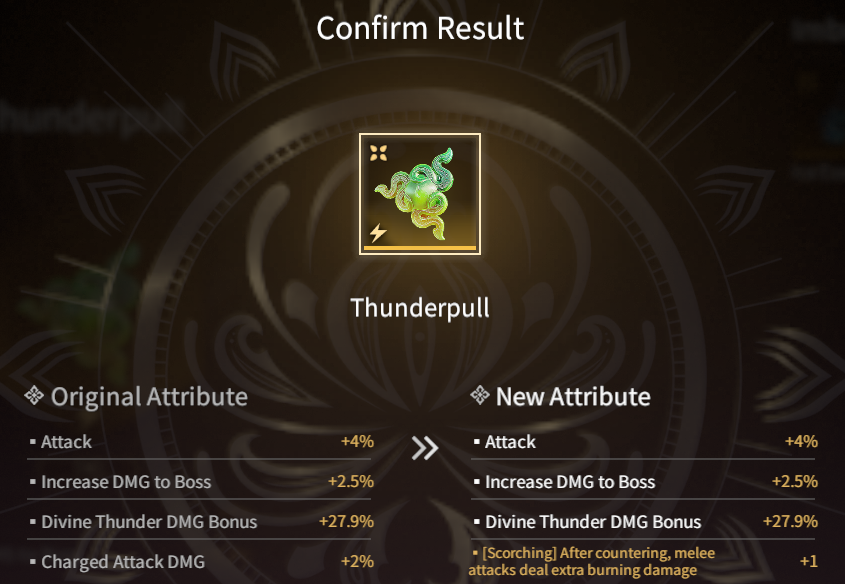 Confirm Result
Thunderpull
Thunderpull
Original Attribute
New Attribute
▪ Attack +4%
▪ Attack +4%
▪ Increase DMG to Boss +2.5%
▪ Increase DMG to Boss +2.5%
▪ Divine Thunder DMG Bonus +27.9%
▪ Divine Thunder DMG Bonus +27.9%
▪ Charged Attack DMG +2%
▪ [Scorching] After countering, melee
attacks deal extra burning damage +1